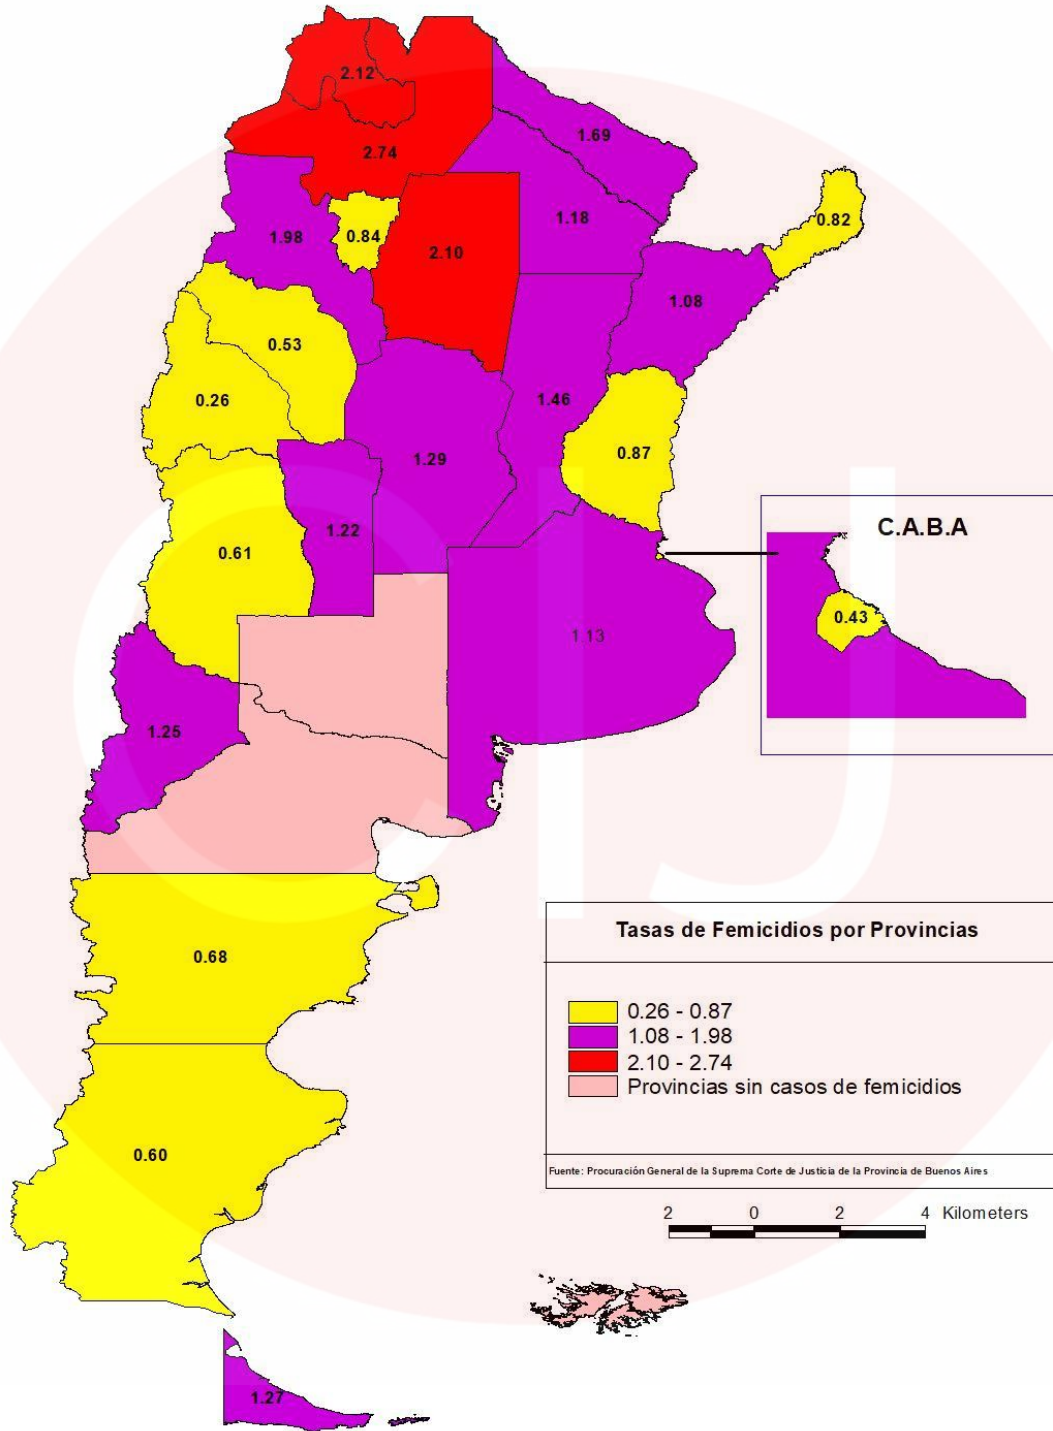 2.12
2.74
1.69
1.18
0.82
1.98
0.84
2.10
1.08
0.53
0.26
1.46
0.87
1.29
1.22
0.61
C.A.B.A
0.43
1.13
1.25
0.68
0.60
1.27
Tasas de Femicidios por Provincias
0.26 - 0.87
1.08 - 1.98
2.10 - 2.74
Provincias sin casos de femicidios
Fuente: Procuración General de la Suprema Corte de Justicia de la Provincia de Buenos Aires
2 0 2 4 Kilometers
CIJ